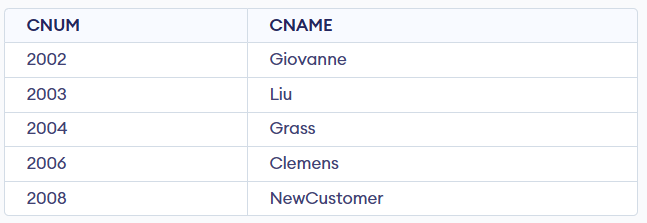 CNUM CNAME
2002 Giovanne
2003 Liu
2004 Grass
2006 Clemens
2008 NewCustomer